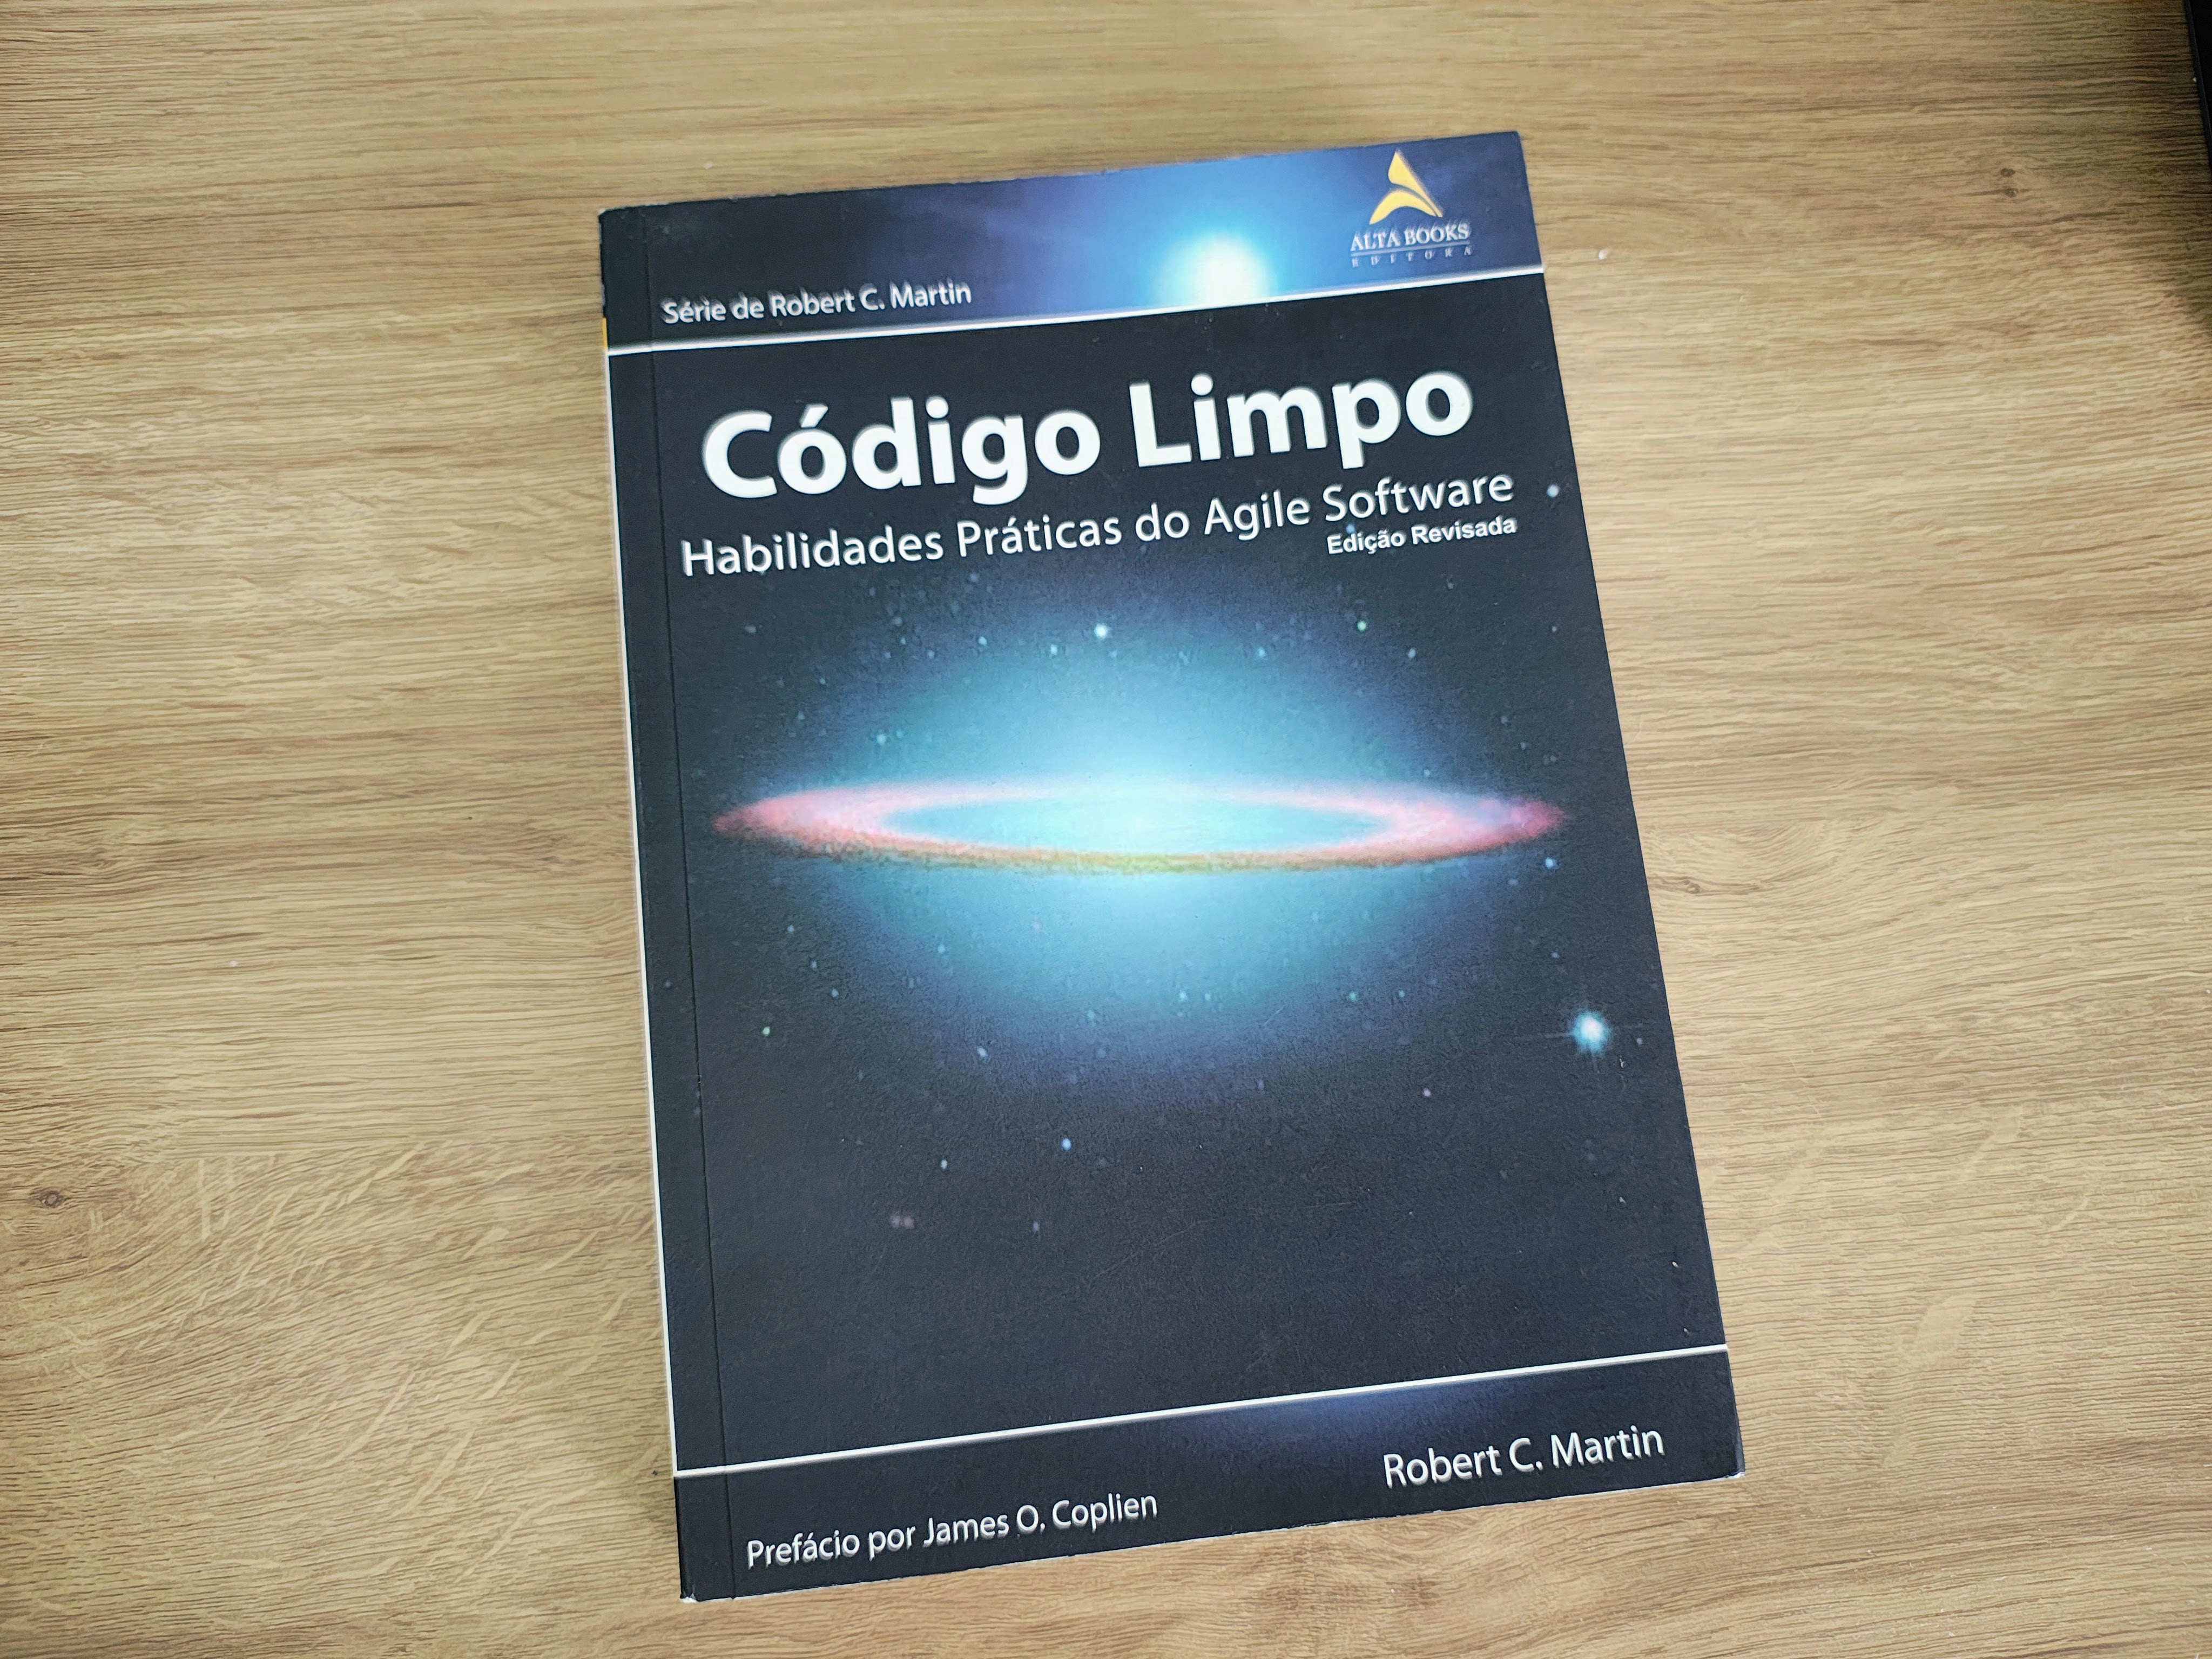 ALTA BOOKS
EDITORA
Série de Robert C. Martin
Código Limpo
Habilidades Práticas do Agile Software
Edição Revisada
Robert C. Martin
Prefácio por James O. Coplien